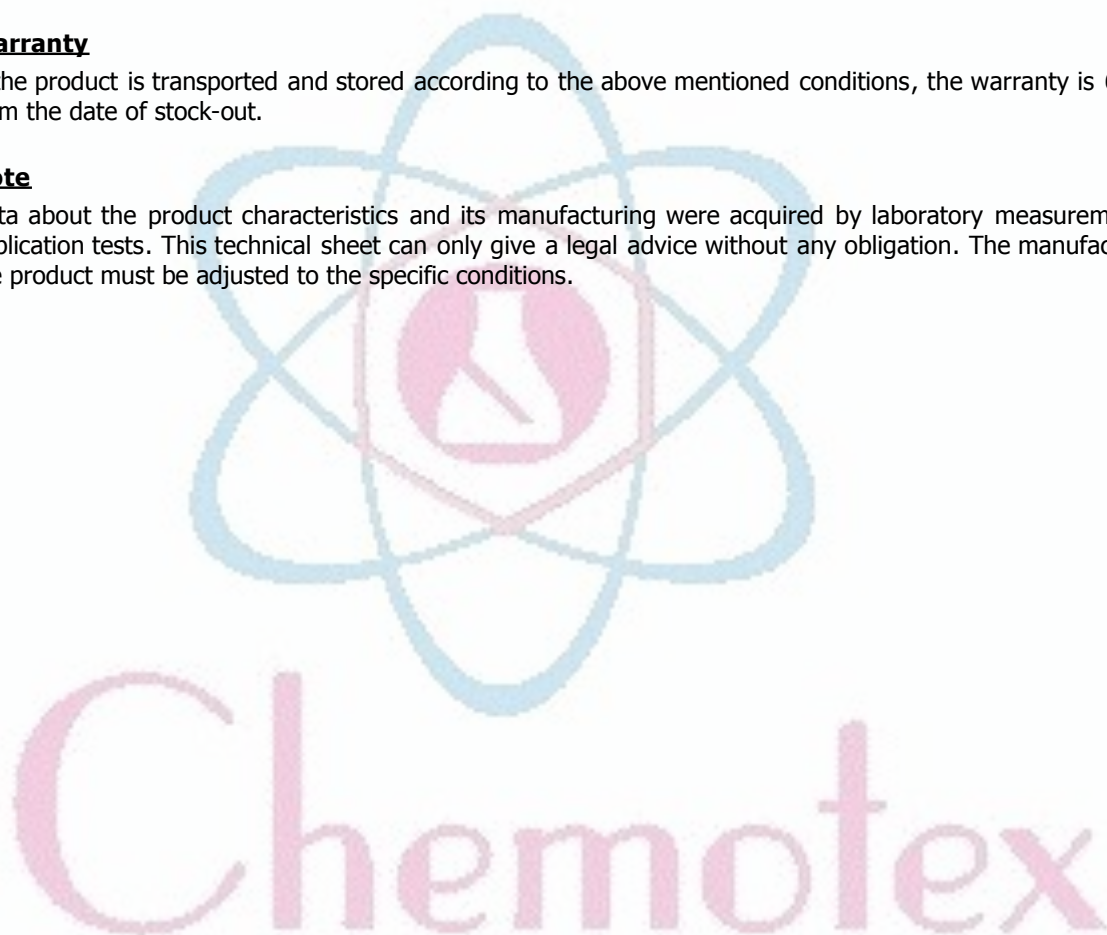 arranty
the product is transported and stored according to the above mentioned conditions, the warranty is
m the date of stock-out.
ote
ta about the product characteristics and its manufacturing were acquired by laboratory measurem
plication tests. This technical sheet can only give a legal advice without any obligation. The manufac
e product must be adjusted to the specific conditions.
Chemotex